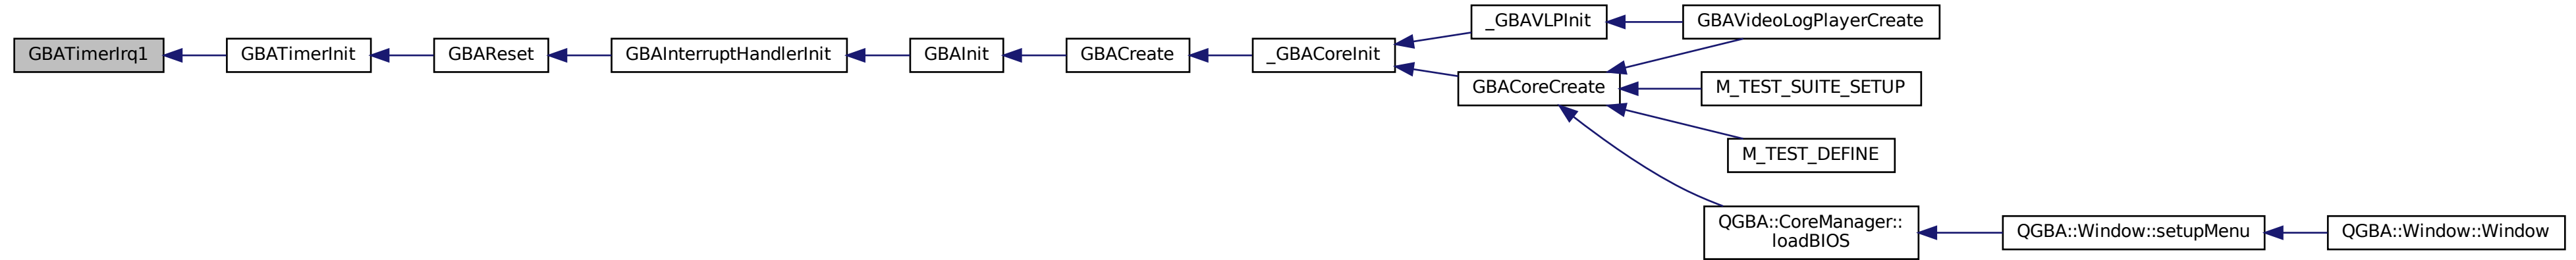 GBATimerIrq1
GBATimerInit
GBAReset
GBAInterruptHandlerInit
GBAInit
GBACreate
_GBACoreInit
_GBAVLPInit
GBAVideoLogPlayerCreate
GBACoreCreate
M_TEST_SUITE_SETUP
M_TEST_DEFINE
QGBA::CoreManager::
loadBIOS
QGBA::Window::setupMenu
QGBA::Window::Window